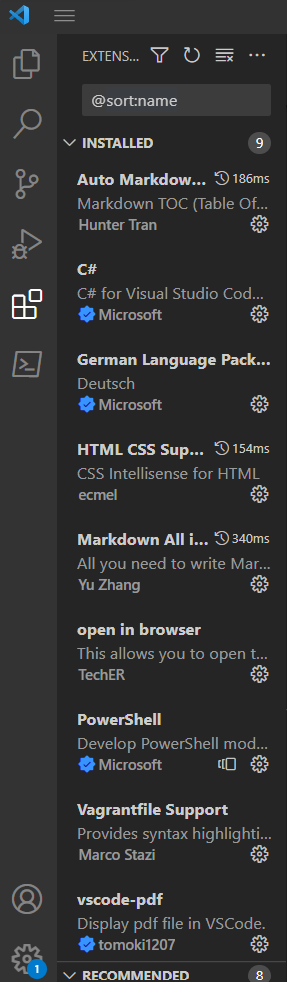 EXTENS...
@sort:name
INSTALLED 9
Auto Markdow... 186ms
Markdown TOC (Table Of...
Hunter Tran
C#
C# for Visual Studio Cod...
Microsoft
German Language Pack...
Deutsch
Microsoft
HTML CSS Sup... 154ms
CSS Intellisense for HTML
ecmel
Markdown All i... 340ms
All you need to write Mar...
Yu Zhang
open in browser
This allows you to open t...
TechER
PowerShell
Develop PowerShell mod...
Microsoft
Vagrantfile Support
Provides syntax highlighti...
Marco Stazi
vscode-pdf
Display pdf file in VSCode.
tomoki1207
1
RECOMMENDED 8